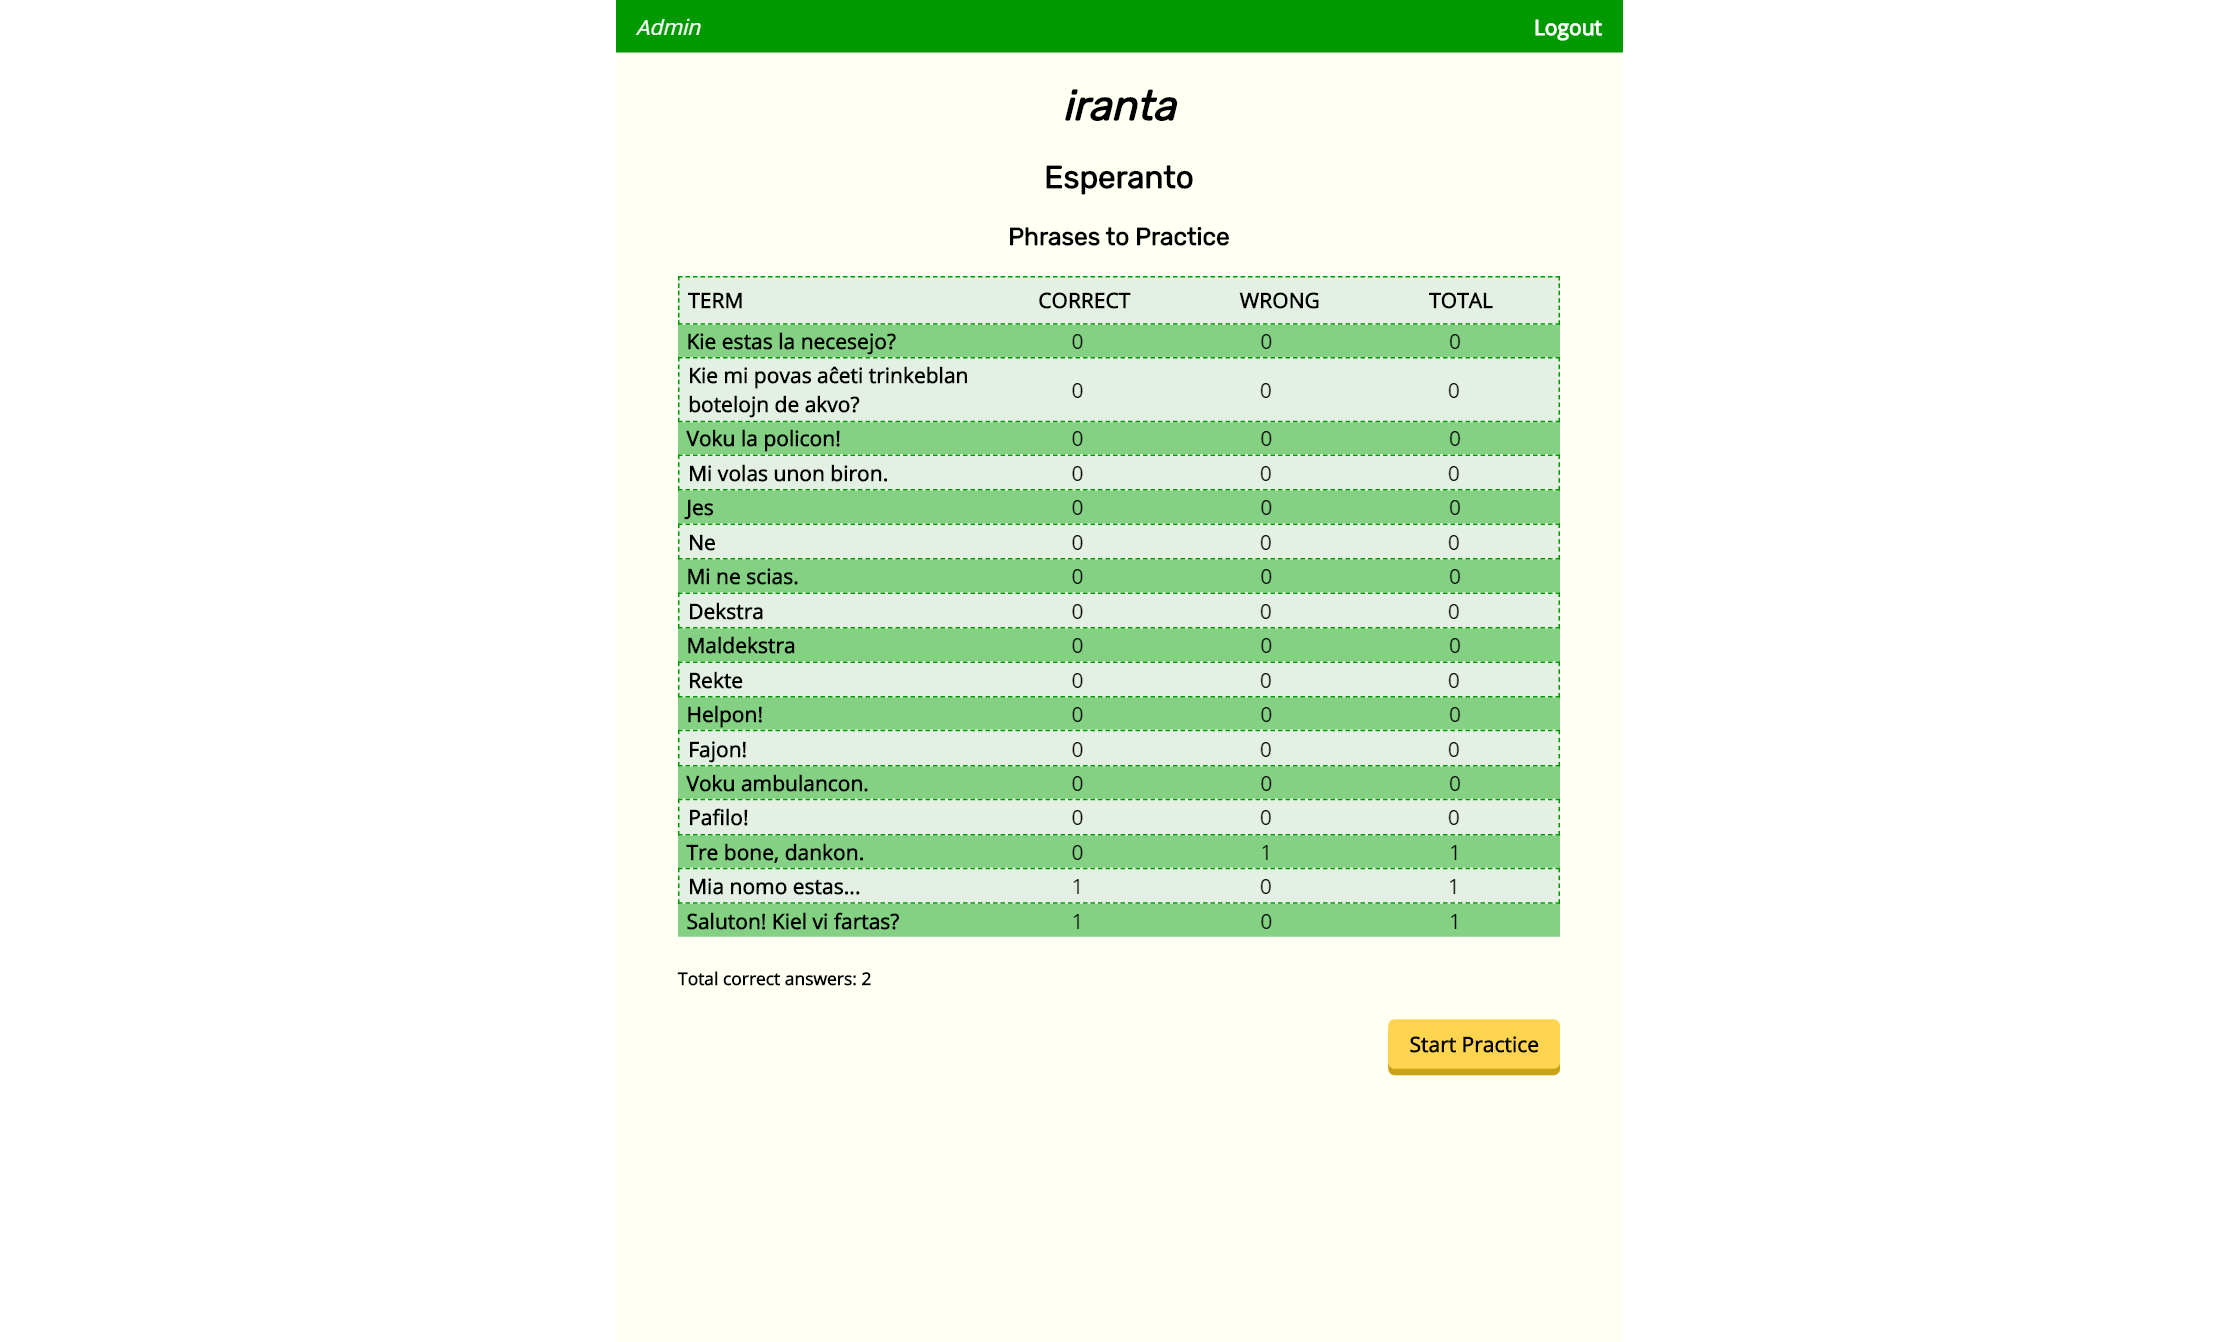 Admin Logout
iranta
Esperanto
Phrases to Practice
TERM CORRECT WRONG TOTAL
Kie estas la necesejo? 0 0 0
Kie mi povas aĉeti trinkeblan
botelojn de akvo? 0 0 0
Voku la policon! 0 0 0
Mi volas unon biron. 0 0 0
Jes 0 0 0
Ne 0 0 0
Mi ne scias. 0 0 0
Dekstra 0 0 0
Maldekstra 0 0 0
Rekte 0 0 0
Helpon! 0 0 0
Fajon! 0 0 0
Voku ambulancon. 0 0 0
Pafilo! 0 0 0
Tre bone, dankon. 0 1 1
Mia nomo estas... 1 0 1
Saluton! Kiel vi fartas? 1 0 1
Total correct answers: 2
Start Practice